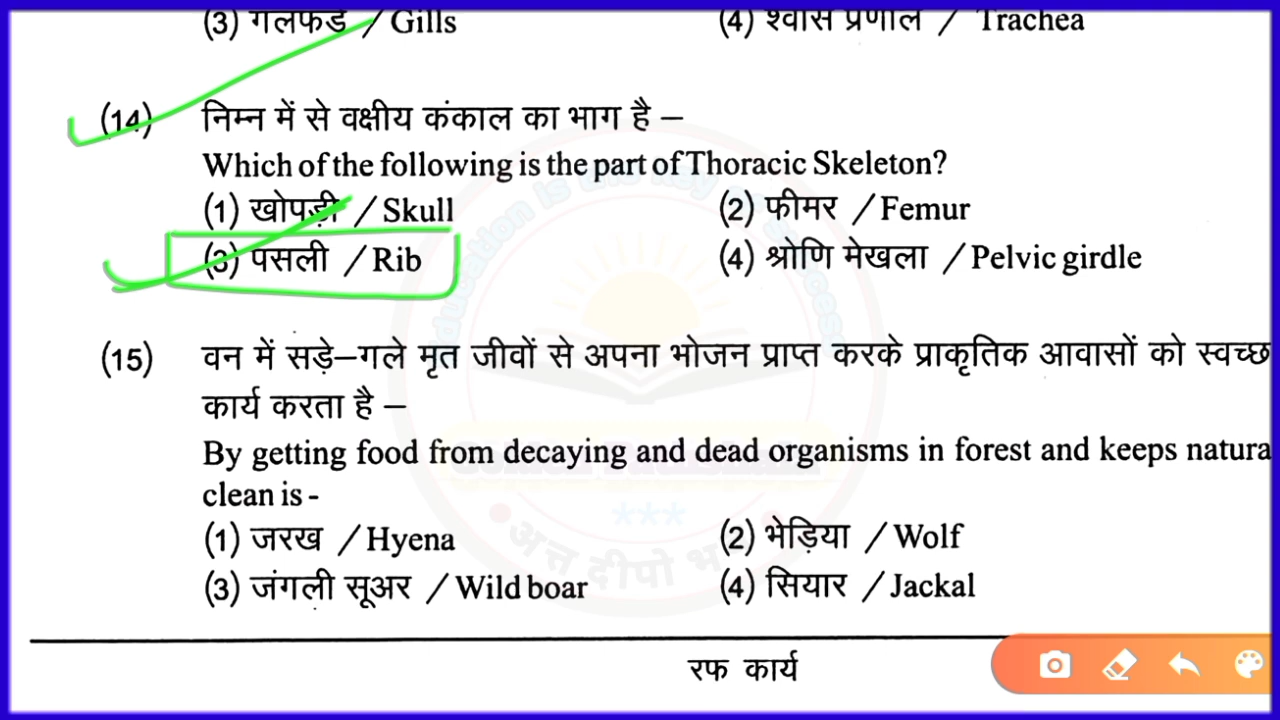 (3) गलफड़े / Gills (4) श्वास प्रणाल / Trachea
(14) निम्न में से वक्षीय कंकाल का भाग है –
Which of the following is the part of Thoracic Skeleton?
(1) खोपड़ी / Skull (2) फीमर / Femur
(3) पसली / Rib (4) श्रोणि मेखला / Pelvic girdle
(15) वन में सड़े–गले मृत जीवों से अपना भोजन प्राप्त करके प्राकृतिक आवासों को स्वच्छ
कार्य करता है –
By getting food from decaying and dead organisms in forest and keeps natura
clean is -
(1) जरख / Hyena (2) भेड़िया / Wolf
(3) जंगली सूअर / Wild boar (4) सियार / Jackal
रफ कार्य